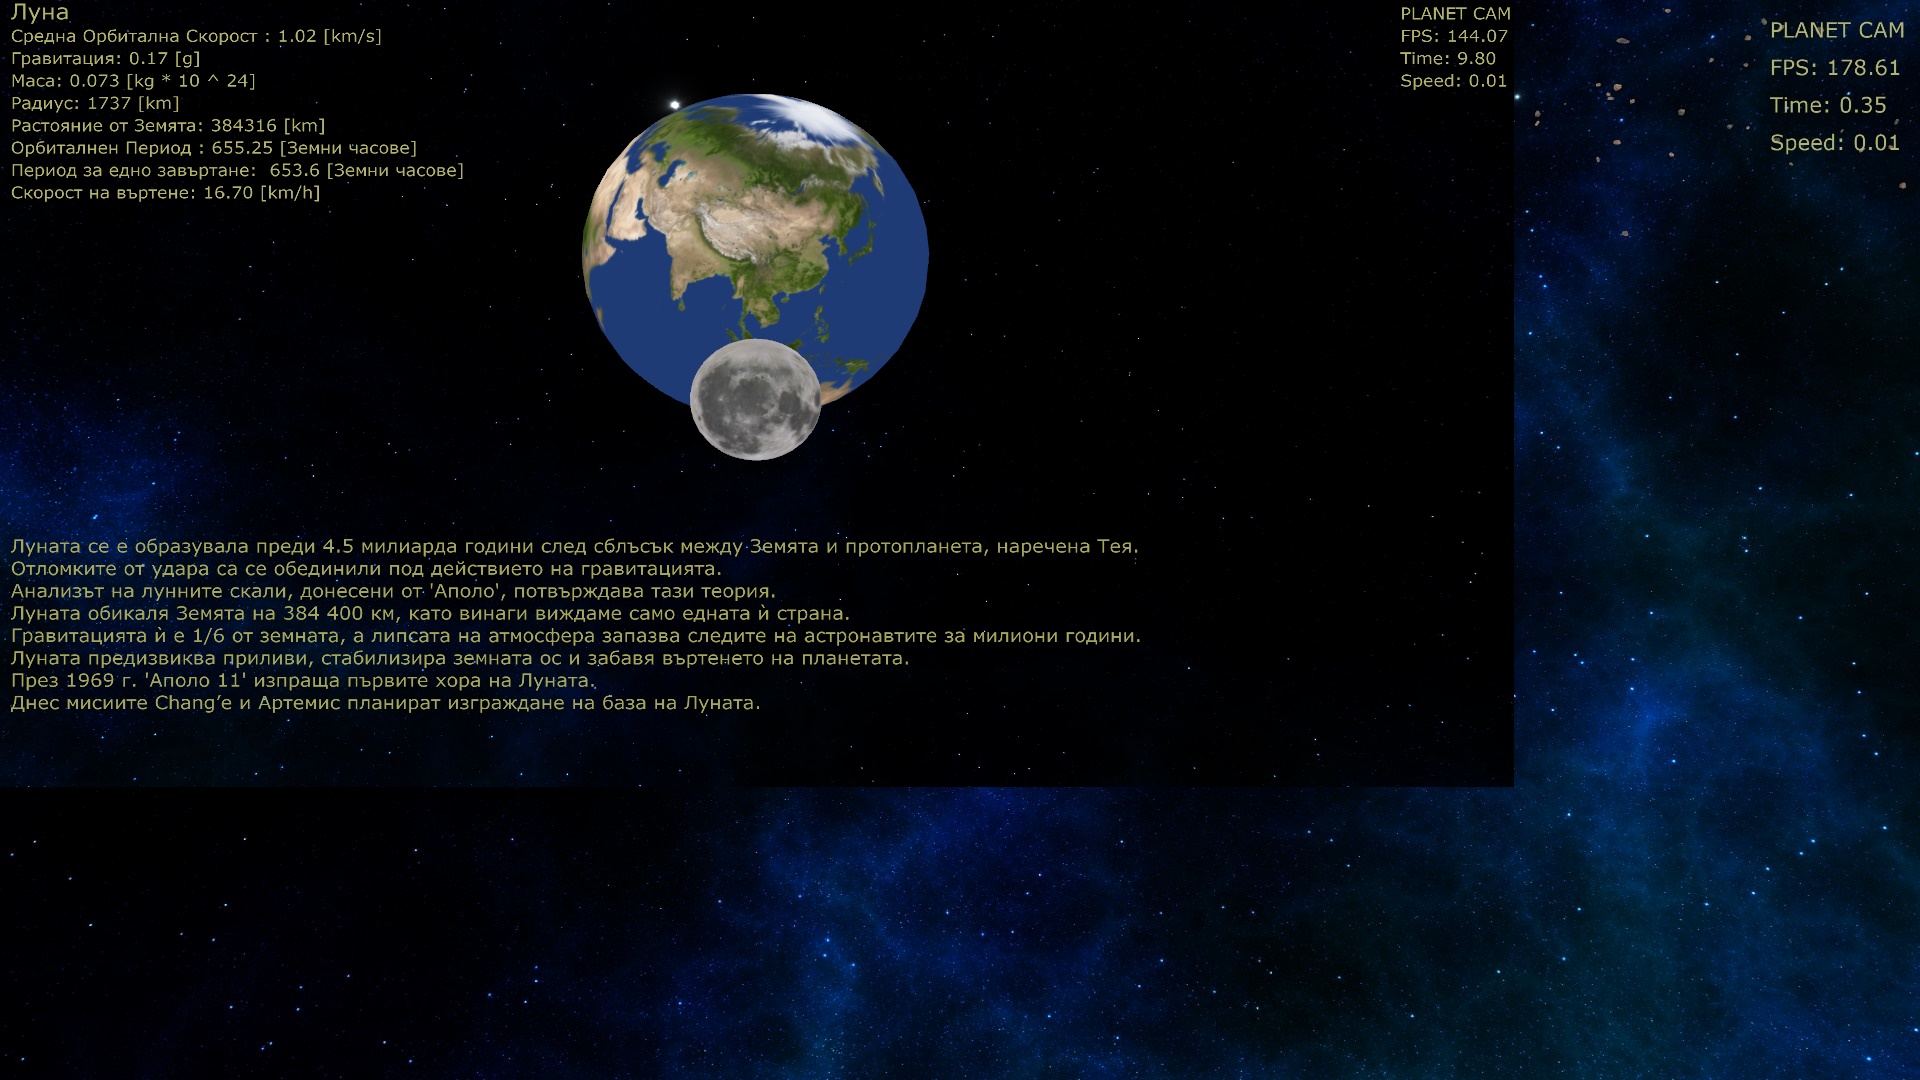 Луна
Средна Орбитална Скорост : 1.02 [km/s]
Гравитация: 0.17 [g]
Маса: 0.073 [kg * 10 ^ 24]
Радиус: 1737 [km]
Растояние от Земята: 384316 [km]
Орбиталнен Период : 655.25 [Земни часове]
Период за едно завъртане:  653.6 [Земни часове]
Скорост на въртене: 16.70 [km/h]
PLANET CAM
FPS: 144.07
Time: 9.80
Speed: 0.01
PLANET CAM
FPS: 178.61
Time: 0.35
Speed: 0.01
Луната се е образувала преди 4.5 милиарда години след сблъсък между Земята и протопланета, наречена Тея.
Отломките от удара са се обединили под действието на гравитацията.
Анализът на лунните скали, донесени от 'Аполо', потвърждава тази теория.
Луната обикаля Земята на 384 400 км, като винаги виждаме само едната ѝ страна.
Гравитацията ѝ е 1/6 от земната, а липсата на атмосфера запазва следите на астронавтите за милиони години.
Луната предизвиква приливи, стабилизира земната ос и забавя въртенето на планетата.
През 1969 г. 'Аполо 11' изпраща първите хора на Луната.
Днес мисиите Chang’e и Артемис планират изграждане на база на Луната.